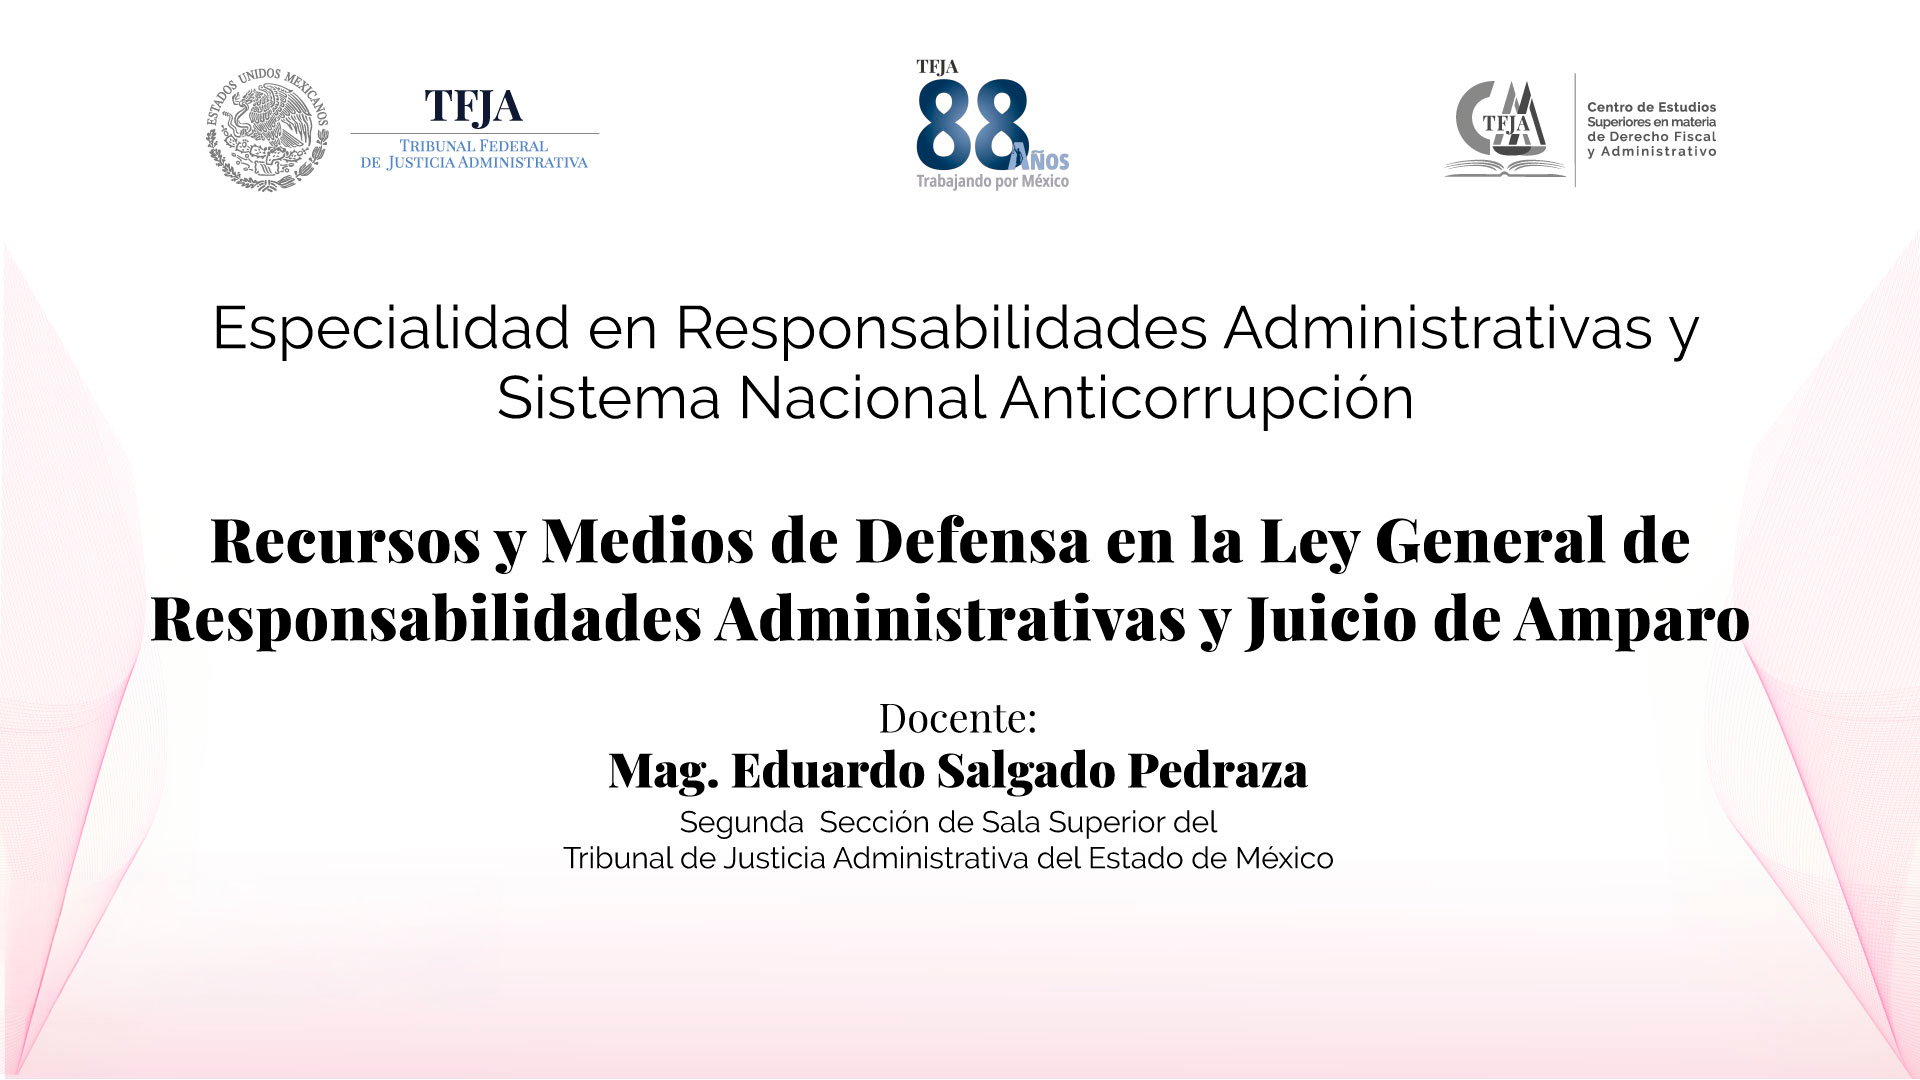 ESTADOS UNIDOS MEXICANOS
TFJA
TRIBUNAL FEDERAL
DE JUSTICIA ADMINISTRATIVA
TFJA
88
Años
Trabajando por México
TFJA
Centro de Estudios
Superiores en materia
de Derecho Fiscal
y Administrativo
Especialidad en Responsabilidades Administrativas y
Sistema Nacional Anticorrupción
Recursos y Medios de Defensa en la Ley General de
Responsabilidades Administrativas y Juicio de Amparo
Docente:
Mag. Eduardo Salgado Pedraza
Segunda Sección de Sala Superior del
Tribunal de Justicia Administrativa del Estado de México